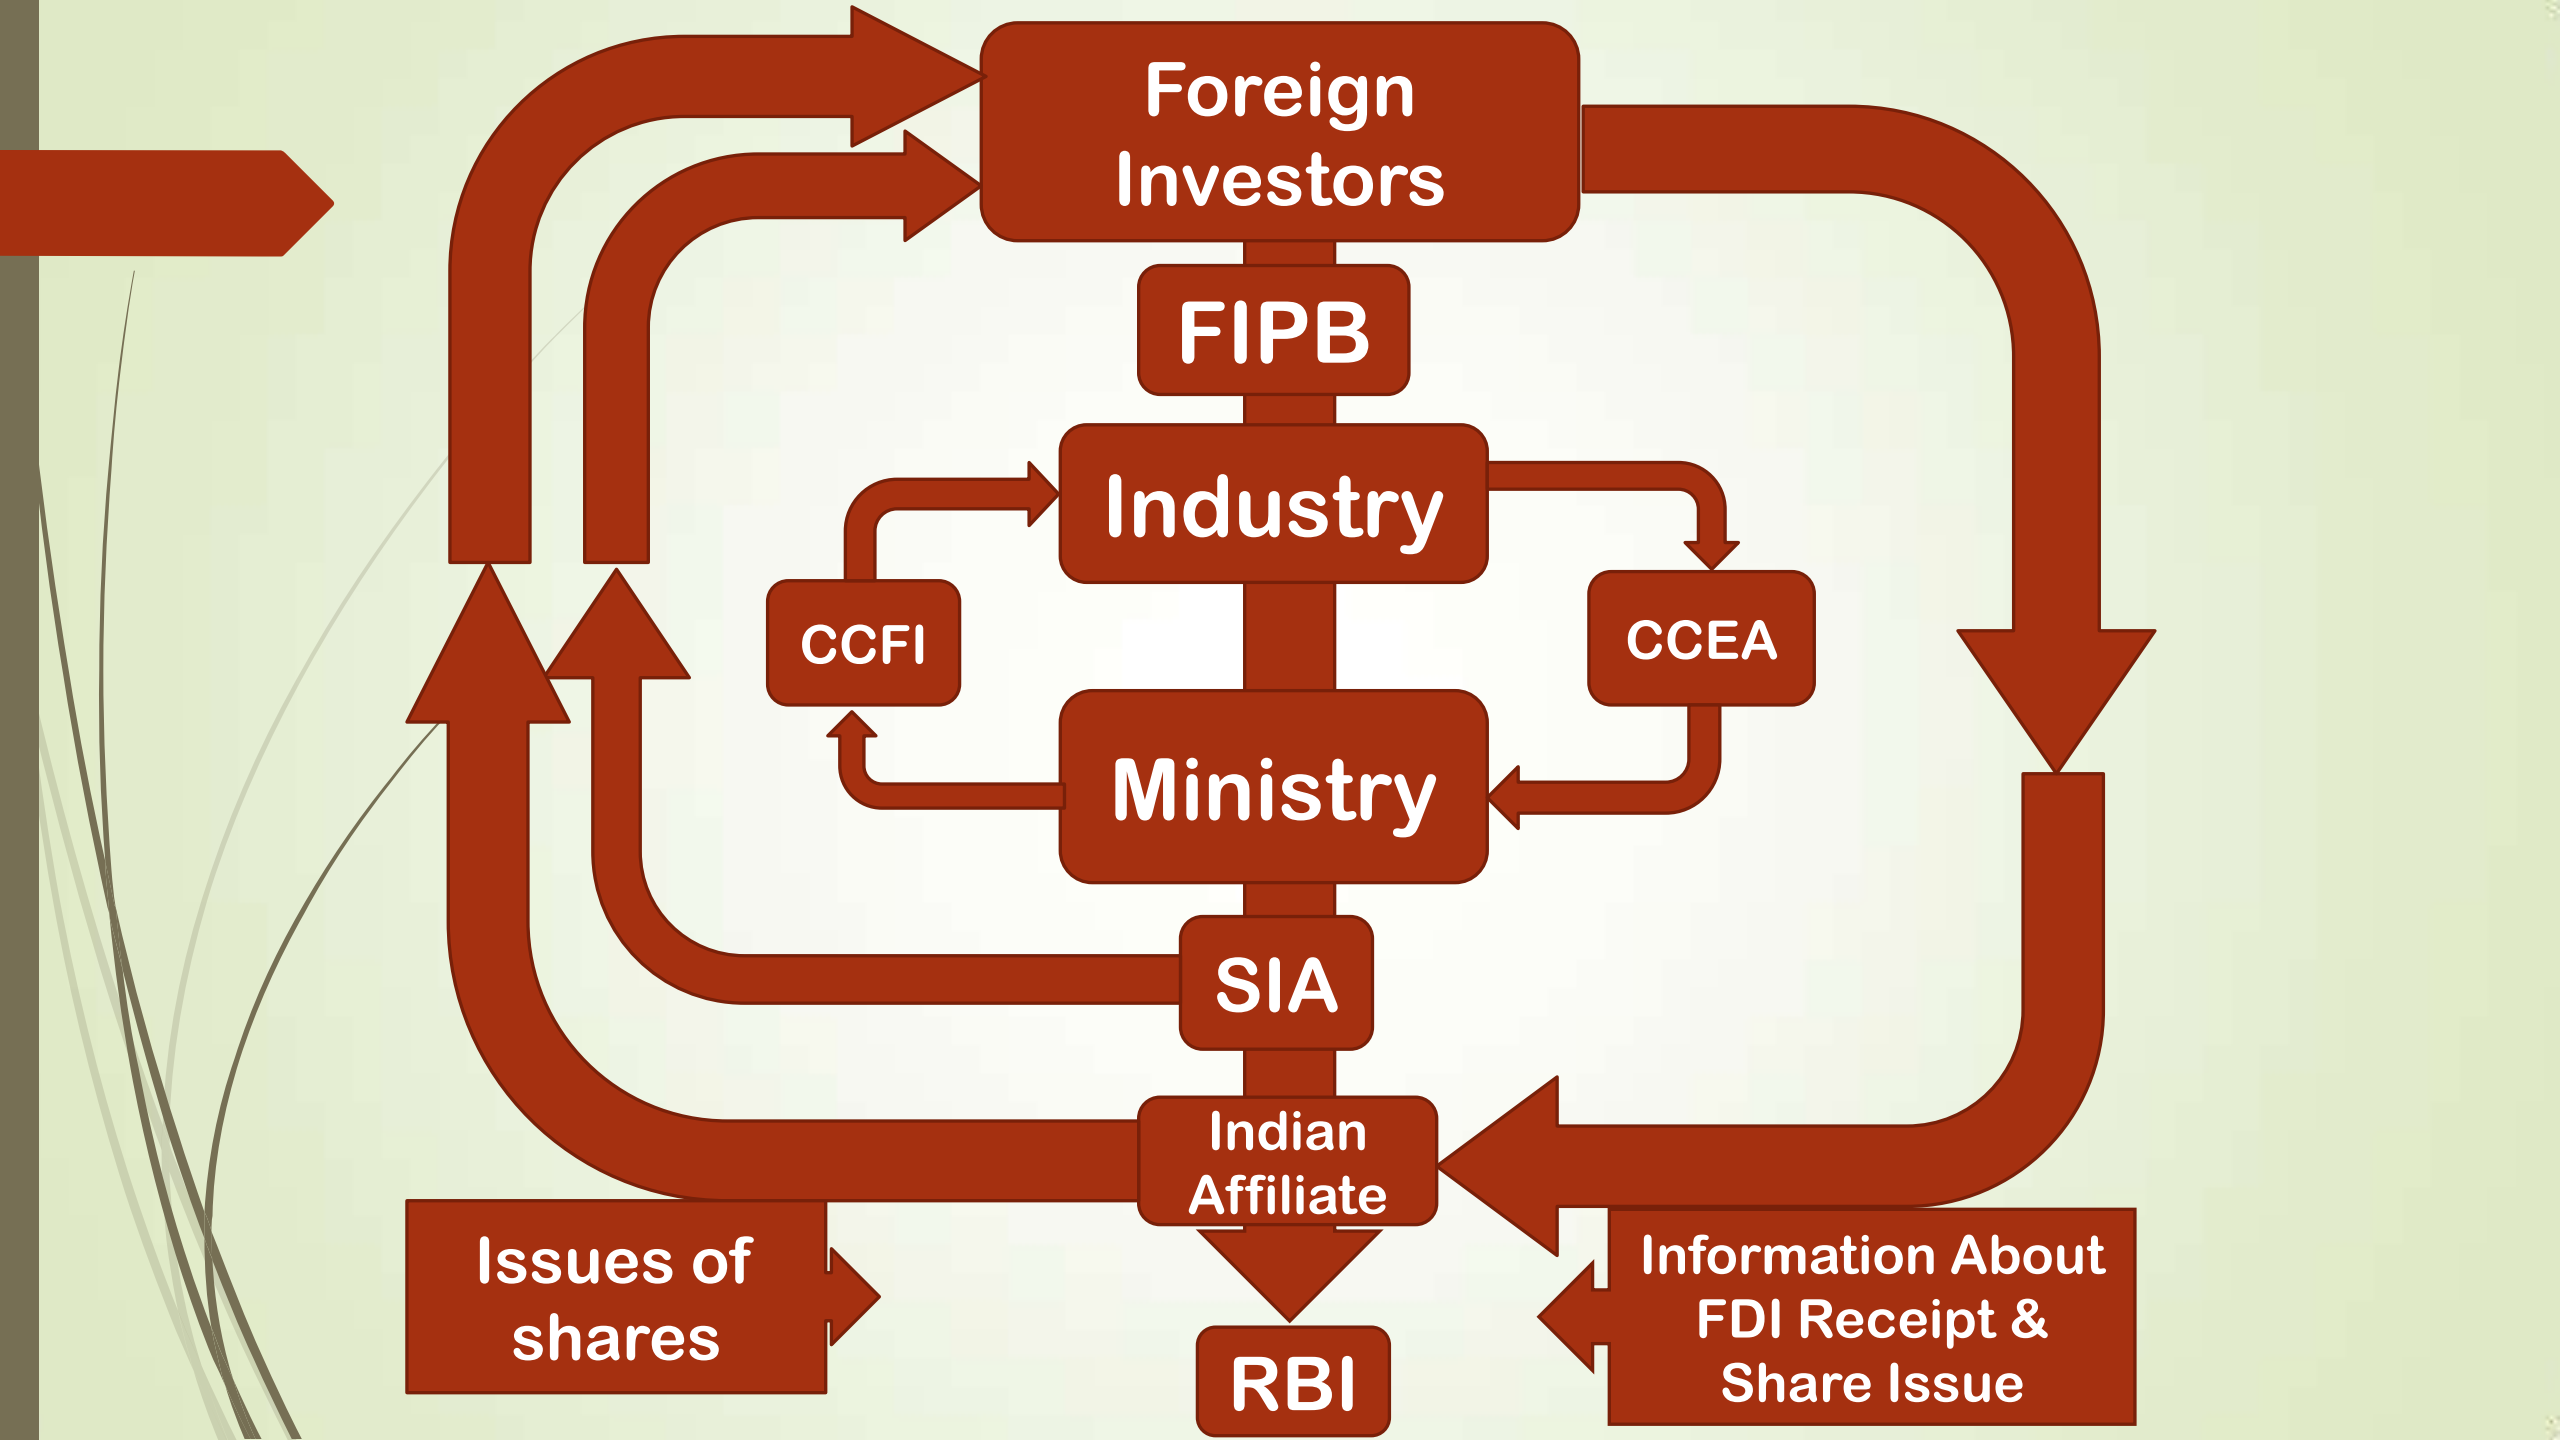 Foreign
Investors
FIPB
Industry
CCFI
CCEA
Ministry
SIA
Indian
Affiliate
Issues of
shares
Information About
FDI Receipt &
Share Issue
RBI